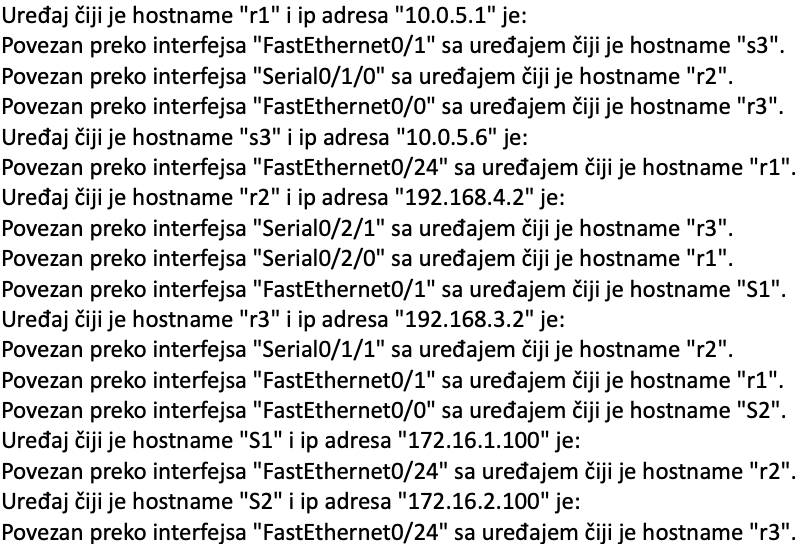 Uređaj čiji je hostname "r1" i ip adresa "10.0.5.1" je:
Povezan preko interfejsa "FastEthernet0/1" sa uređajem čiji je hostname "s3".
Povezan preko interfejsa "Serial0/1/0" sa uređajem čiji je hostname "r2".
Povezan preko interfejsa "FastEthernet0/0" sa uređajem čiji je hostname "r3".
Uređaj čiji je hostname "s3" i ip adresa "10.0.5.6" je:
Povezan preko interfejsa "FastEthernet0/24" sa uređajem čiji je hostname "r1".
Uređaj čiji je hostname "r2" i ip adresa "192.168.4.2" je:
Povezan preko interfejsa "Serial0/2/1" sa uređajem čiji je hostname "r3".
Povezan preko interfejsa "Serial0/2/0" sa uređajem čiji je hostname "r1".
Povezan preko interfejsa "FastEthernet0/1" sa uređajem čiji je hostname "S1".
Uređaj čiji je hostname "r3" i ip adresa "192.168.3.2" je:
Povezan preko interfejsa "Serial0/1/1" sa uređajem čiji je hostname "r2".
Povezan preko interfejsa "FastEthernet0/1" sa uređajem čiji je hostname "r1".
Povezan preko interfejsa "FastEthernet0/0" sa uređajem čiji je hostname "S2".
Uređaj čiji je hostname "S1" i ip adresa "172.16.1.100" je:
Povezan preko interfejsa "FastEthernet0/24" sa uređajem čiji je hostname "r2".
Uređaj čiji je hostname "S2" i ip adresa "172.16.2.100" je:
Povezan preko interfejsa "FastEthernet0/24" sa uređajem čiji je hostname "r3".